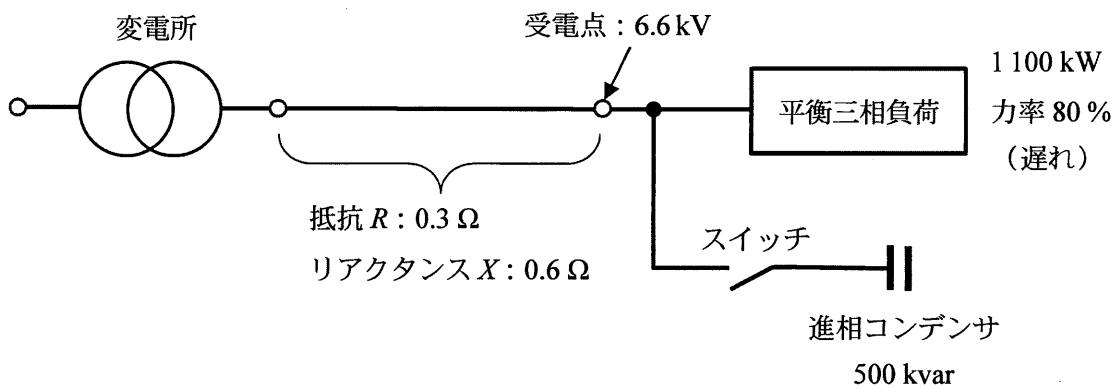 変電所
受電点：6.6 kV
平衡三相負荷
1 100 kW
力率 80 %
（遅れ）
抵抗 R：0.3 Ω
リアクタンス X：0.6 Ω
スイッチ
進相コンデンサ
500 kvar